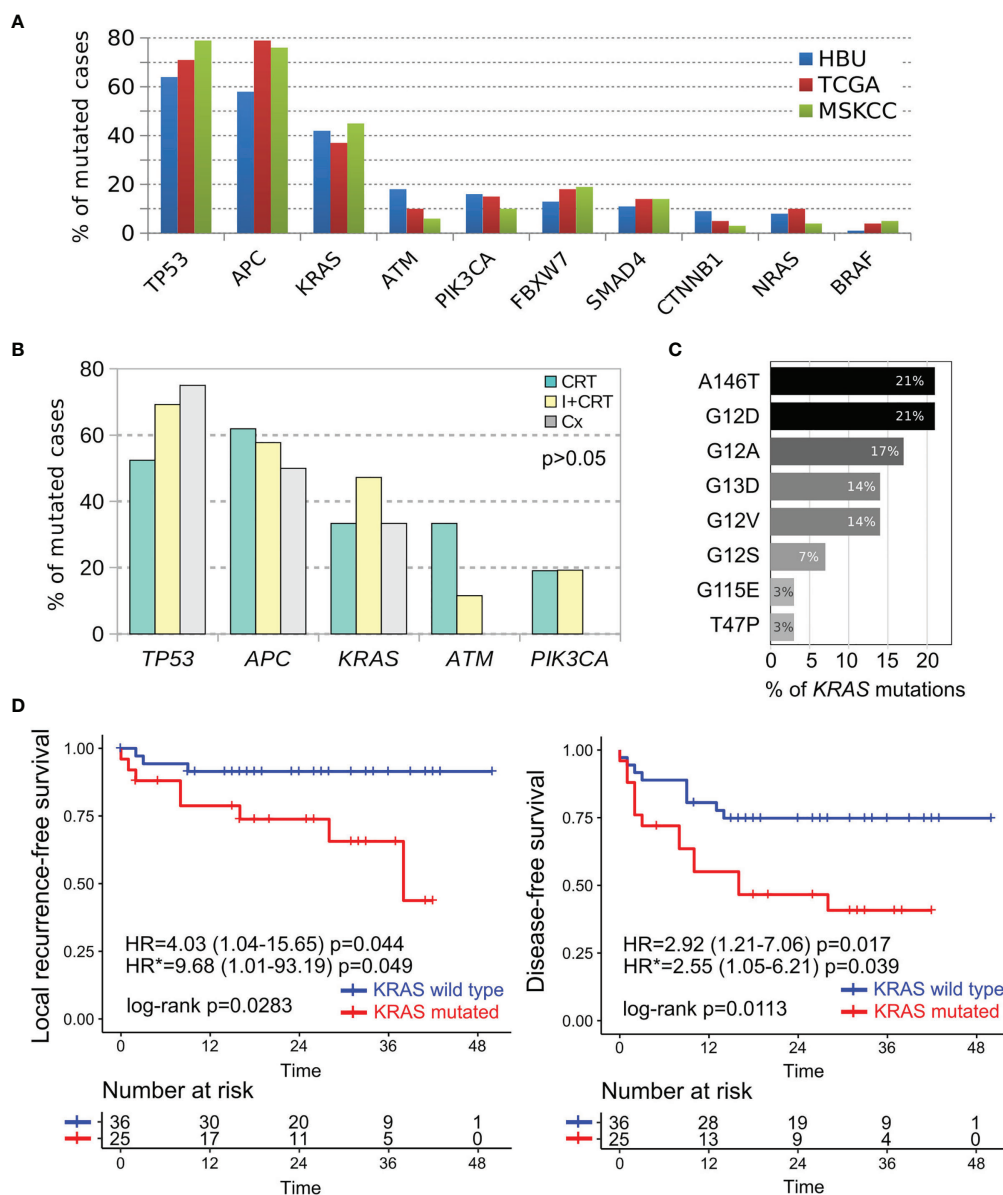 A
% of mutated cases
80
60
40
20
0
HBU
TCGA
MSKCC
TP53
APC
KRAS
ATM
PIK3CA
FBXW7
SMAD4
CTNNB1
NRAS
BRAF
B
% of mutated cases
80
60
40
20
0
CRT
I+CRT
Cx
p>0.05
TP53 APC KRAS ATM PIK3CA
C
A146T 21%
G12D 21%
G12A 17%
G13D 14%
G12V 14%
G12S 7%
G115E 3%
T47P 3%
0 5 10 15 20
% of KRAS mutations
D
Local recurrence-free survival
1.00
0.75
0.50
0.25
0.00
HR=4.03 (1.04-15.65) p=0.044
HR*=9.68 (1.01-93.19) p=0.049
log-rank p=0.0283
KRAS wild type
KRAS mutated
0 12 24 36 48
Time
Number at risk
36 30 20 9 1
25 17 11 5 0
0 12 24 36 48
Time
Disease-free survival
1.00
0.75
0.50
0.25
0.00
HR=2.92 (1.21-7.06) p=0.017
HR*=2.55 (1.05-6.21) p=0.039
log-rank p=0.0113
KRAS wild type
KRAS mutated
0 12 24 36 48
Time
Number at risk
36 28 19 9 1
25 13 9 4 0
0 12 24 36 48
Time